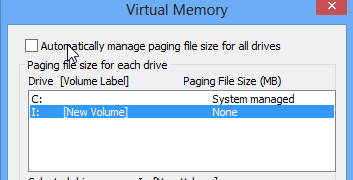 Virtual Memory
Automatically manage paging file size for all drives
Paging file size for each drive
Drive [Volume Label] Paging File Size (MB)
C: System managed
I: [New Volume] None